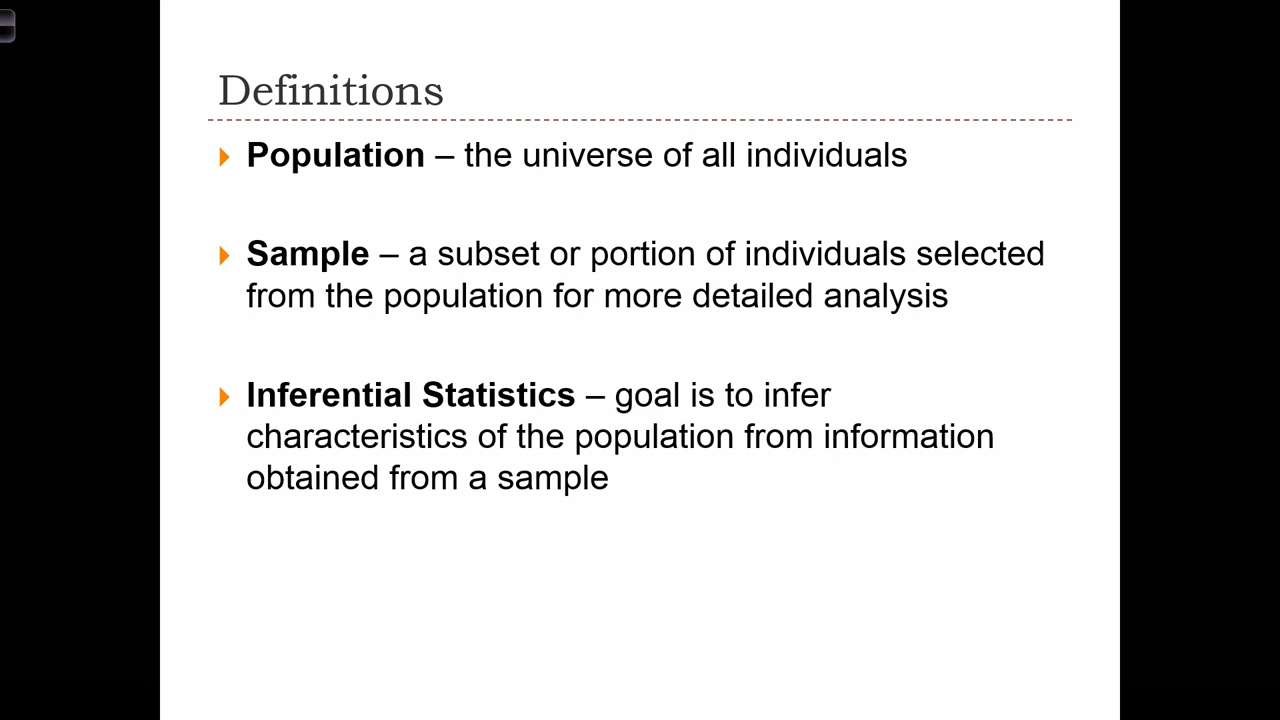 Definitions
Population – the universe of all individuals
Sample – a subset or portion of individuals selected
from the population for more detailed analysis
Inferential Statistics – goal is to infer
characteristics of the population from information
obtained from a sample